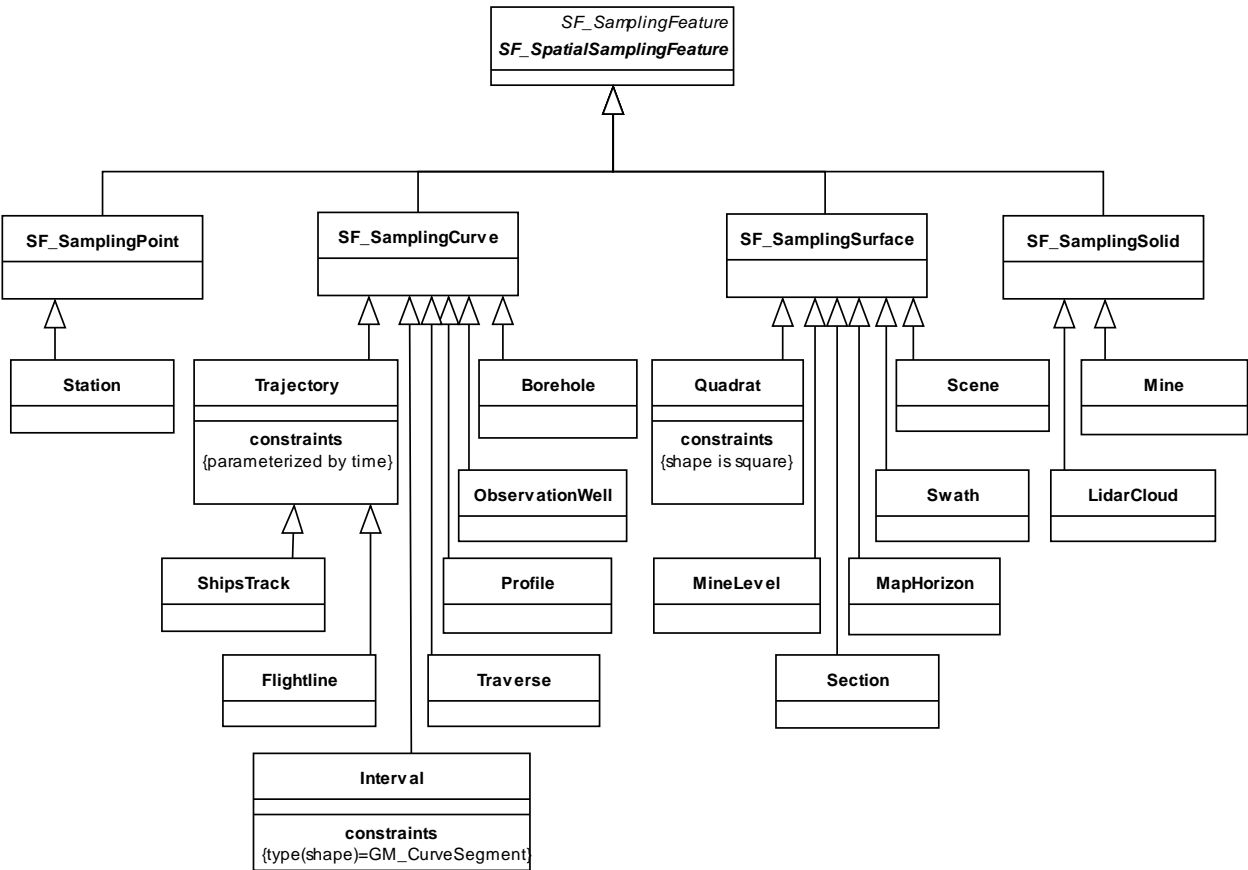 SF_SamplingFeature
SF_SpatialSamplingFeature
SF_SamplingPoint
SF_SamplingCurve
SF_SamplingSurface
SF_SamplingSolid
Station
Trajectory
constraints
{parameterized by time}
Borehole
Quadrat
constraints
{shape is square}
Scene
Mine
ObservationWell
Swath
LidarCloud
ShipsTrack
Profile
MineLevel
MapHorizon
Flightline
Traverse
Section
Interval
constraints
{type(shape)=GM_CurveSegment}